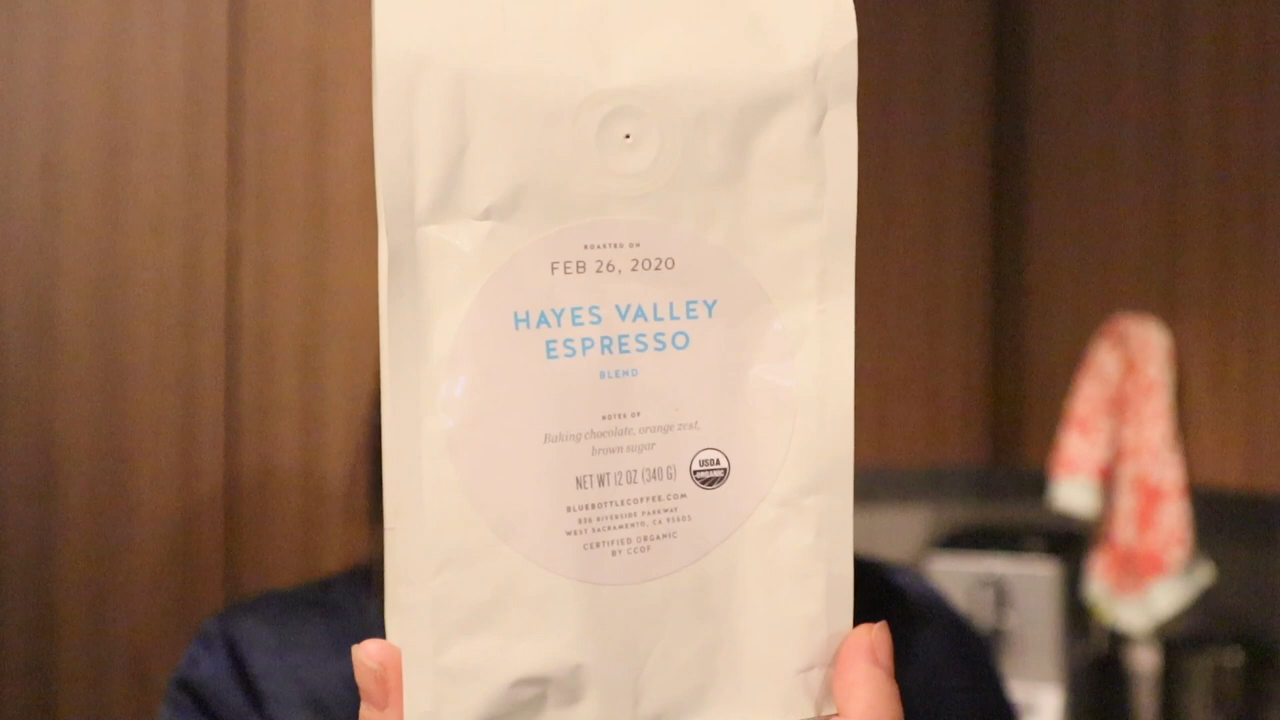 ROASTED ON
FEB 26, 2020
HAYES VALLEY
ESPRESSO
BLEND
NOTES OF
Baking chocolate, orange zest,
brown sugar
NET WT 12 OZ (340 G)
USDA
ORGANIC
BLUEBOTTLECOFFEE.COM
836 RIVERSIDE PARKWAY
WEST SACRAMENTO, CA 95605
CERTIFIED ORGANIC
BY CCOF